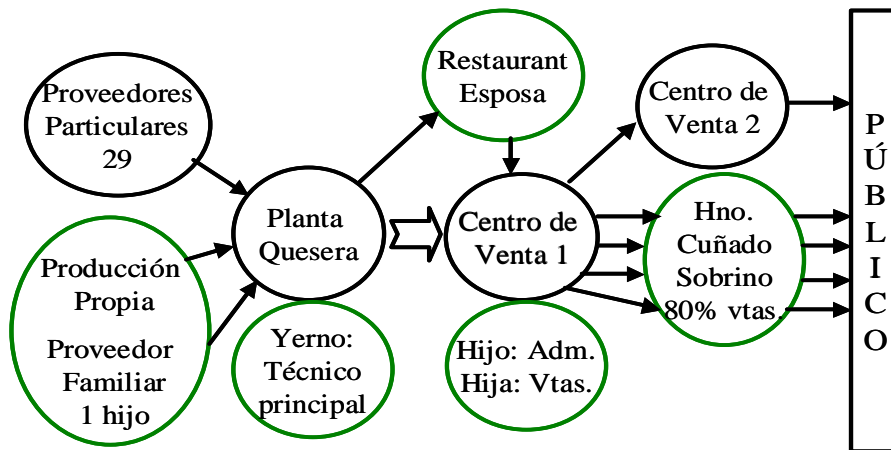 Proveedores
Particulares
29
Producción
Propia
Proveedor
Familiar
1 hijo
Planta
Quesera
Yerno:
Técnico
principal
Restaurant
Esposa
Centro de
Venta 1
Hijo: Adm.
Hija: Vtas.
Centro de
Venta 2
Hno.
Cuñado
Sobrino
80% vtas.
P
Ú
B
L
I
C
O